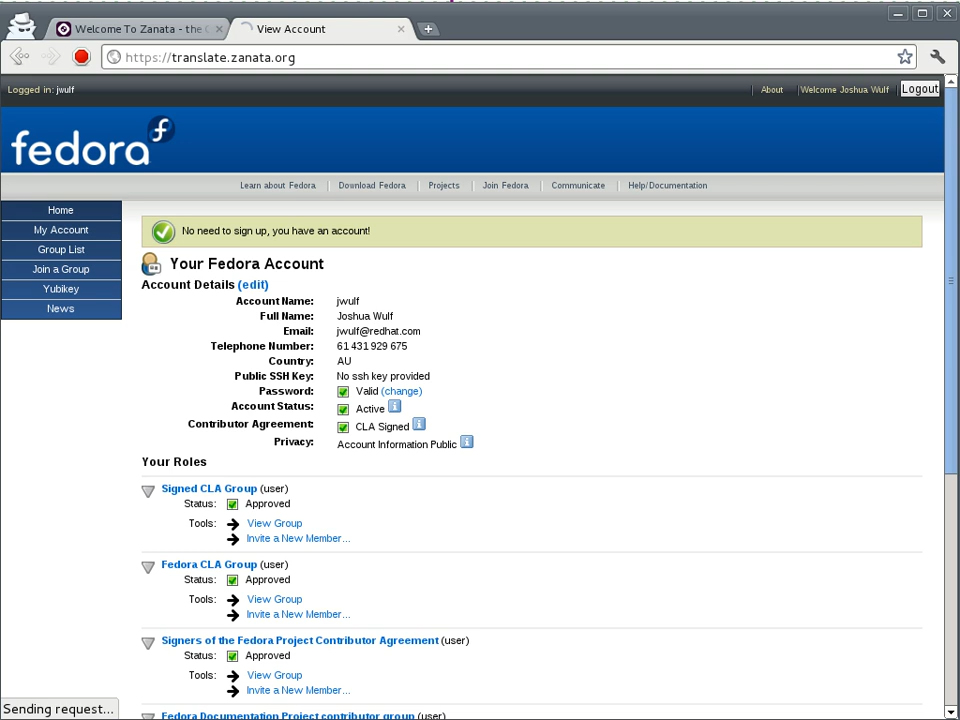 Welcome To Zanata - the C
View Account
https://translate.zanata.org
Logged in: jwulf
About
Welcome Joshua Wulf
Logout
fedora
Learn about Fedora
Download Fedora
Projects
Join Fedora
Communicate
Help/Documentation
Home
My Account
Group List
Join a Group
Yubikey
News
No need to sign up, you have an account!
Your Fedora Account
Account Details (edit)
Account Name: jwulf
Full Name: Joshua Wulf
Email: jwulf@redhat.com
Telephone Number: 61 431 929 675
Country: AU
Public SSH Key: No ssh key provided
Password: Valid (change)
Account Status: Active
Contributor Agreement: CLA Signed
Privacy: Account Information Public
Your Roles
Signed CLA Group (user)
Status: Approved
Tools: View Group
Invite a New Member...
Fedora CLA Group (user)
Status: Approved
Tools: View Group
Invite a New Member...
Signers of the Fedora Project Contributor Agreement (user)
Status: Approved
Tools: View Group
Invite a New Member...
Fedora Documentation Project contributor group (user)
Sending request...